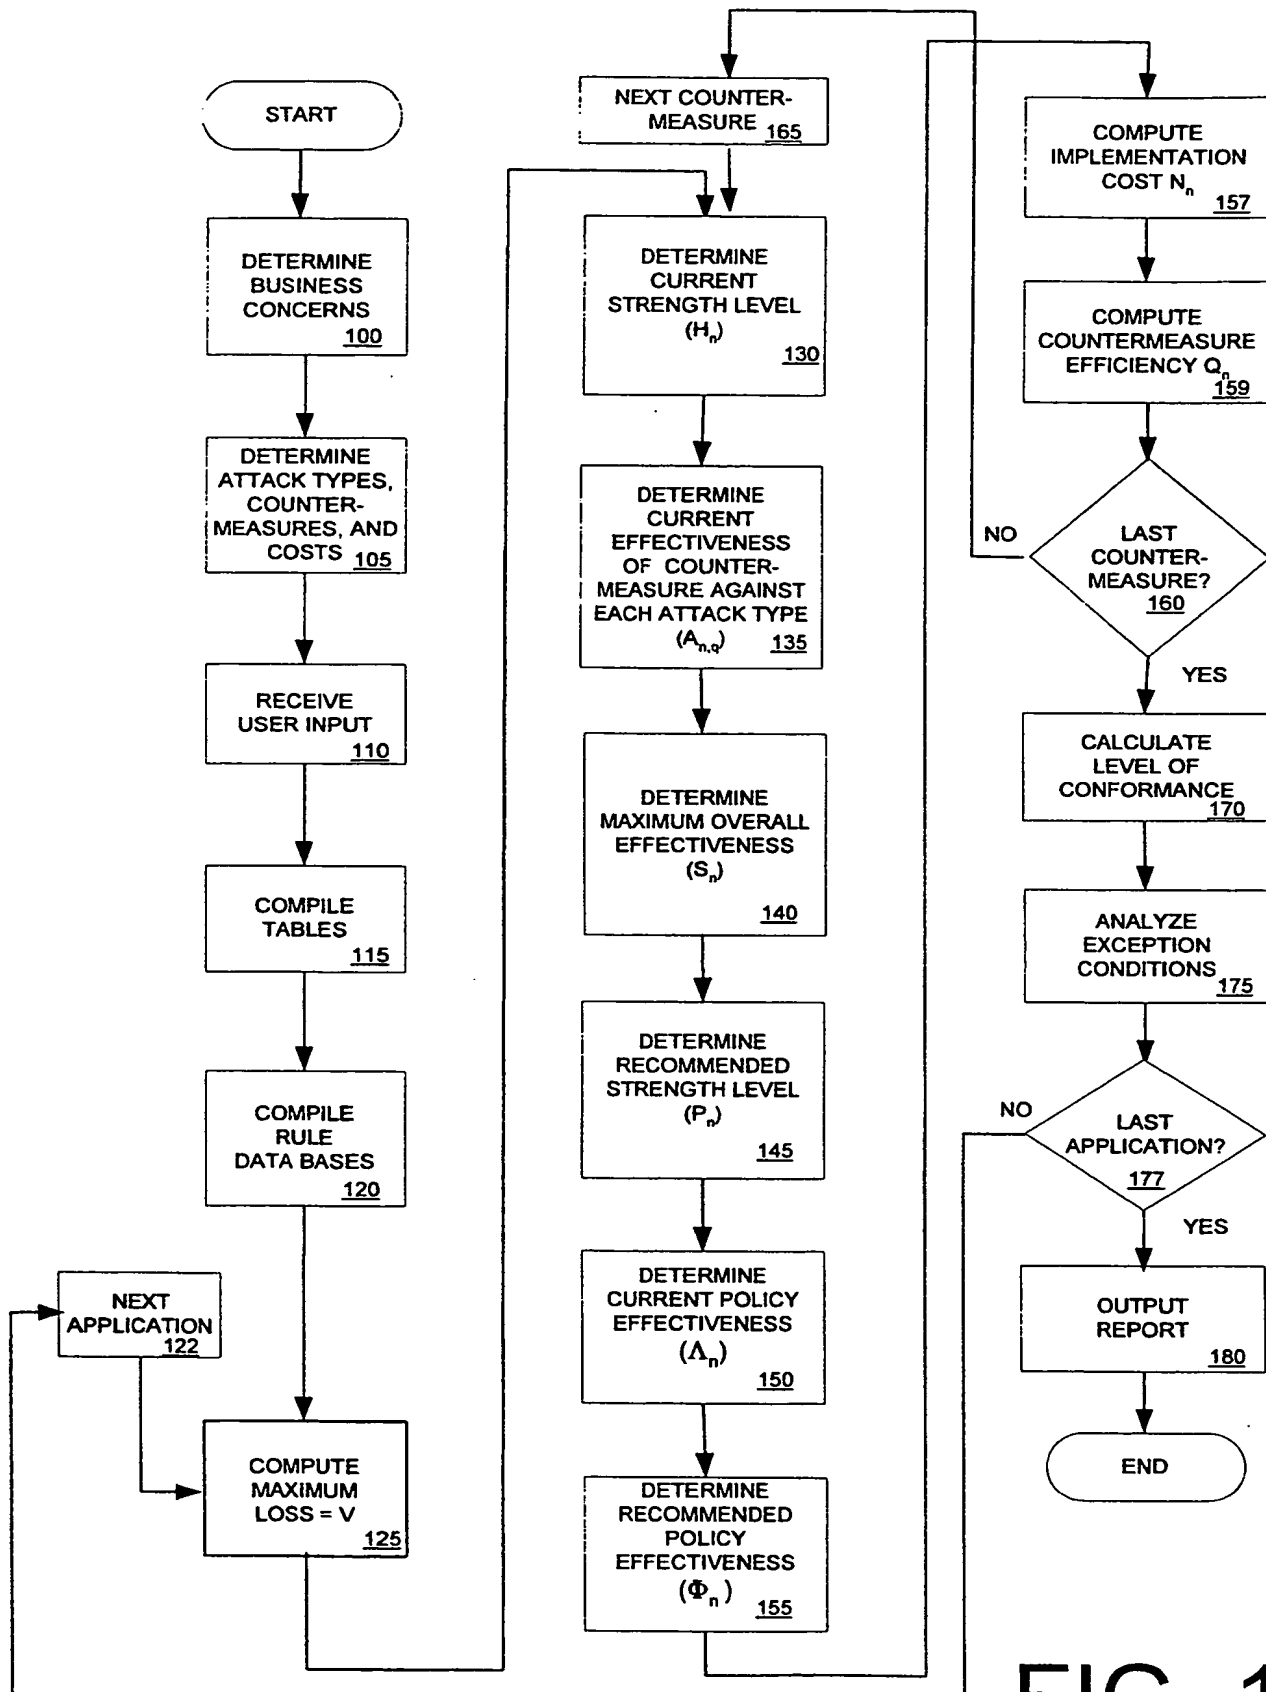 START
DETERMINE
BUSINESS
CONCERNS
100
DETERMINE
ATTACK TYPES,
COUNTER-
MEASURES, AND
COSTS 105
RECEIVE
USER INPUT
110
COMPILE
TABLES
115
COMPILE
RULE
DATA BASES
120
NEXT
APPLICATION
122
COMPUTE
MAXIMUM
LOSS = V
125
NEXT COUNTER-
MEASURE 165
DETERMINE
CURRENT
STRENGTH LEVEL
(Hn)
130
DETERMINE
CURRENT
EFFECTIVENESS
OF COUNTER-
MEASURE AGAINST
EACH ATTACK TYPE
(An,q) 135
DETERMINE
MAXIMUM OVERALL
EFFECTIVENESS
(Sn)
140
DETERMINE
RECOMMENDED
STRENGTH LEVEL
(Pn)
145
DETERMINE
CURRENT POLICY
EFFECTIVENESS
(Λn)
150
DETERMINE
RECOMMENDED
POLICY
EFFECTIVENESS
(Φn)
155
COMPUTE
IMPLEMENTATION
COST Nn
157
COMPUTE
COUNTERMEASURE
EFFICIENCY Qn
159
NO
LAST
COUNTER-
MEASURE?
160
YES
CALCULATE
LEVEL OF
CONFORMANCE
170
ANALYZE
EXCEPTION
CONDITIONS
175
NO
LAST
APPLICATION?
177
YES
OUTPUT
REPORT
180
END
FIG. 1